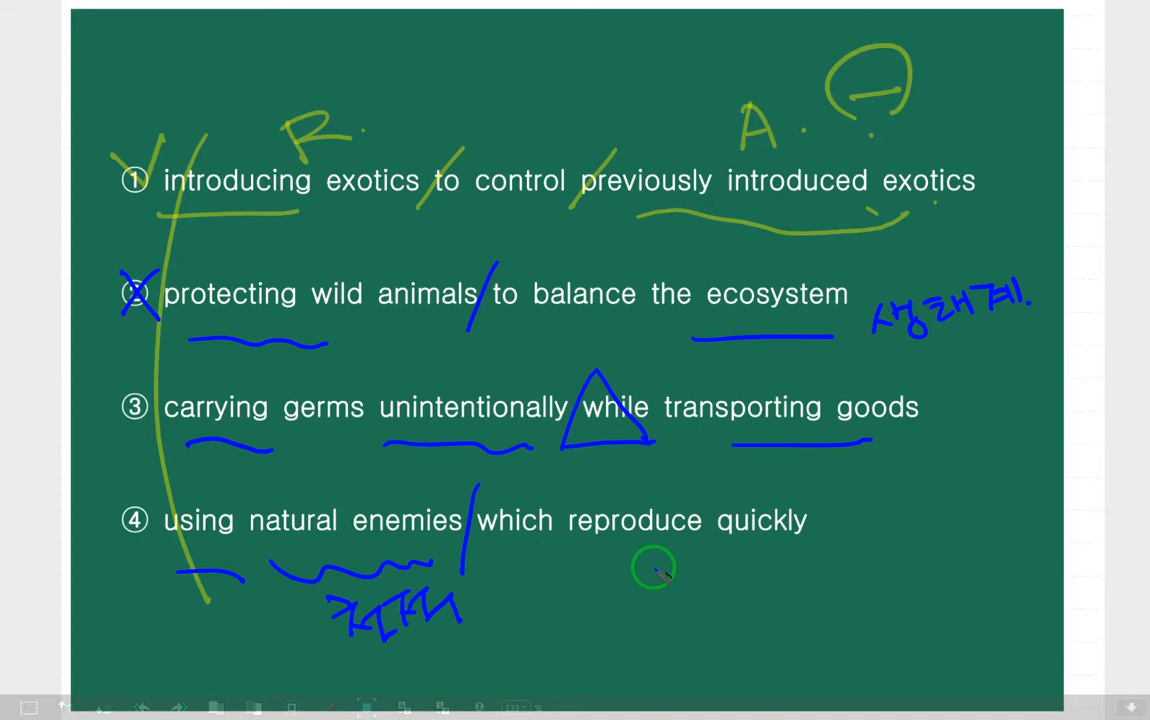 R.
A. (—)
① introducing exotics to control previously introduced exotics
② protecting wild animals to balance the ecosystem
생태계.
③ carrying germs unintentionally while transporting goods
④ using natural enemies which reproduce quickly
천적
133 %